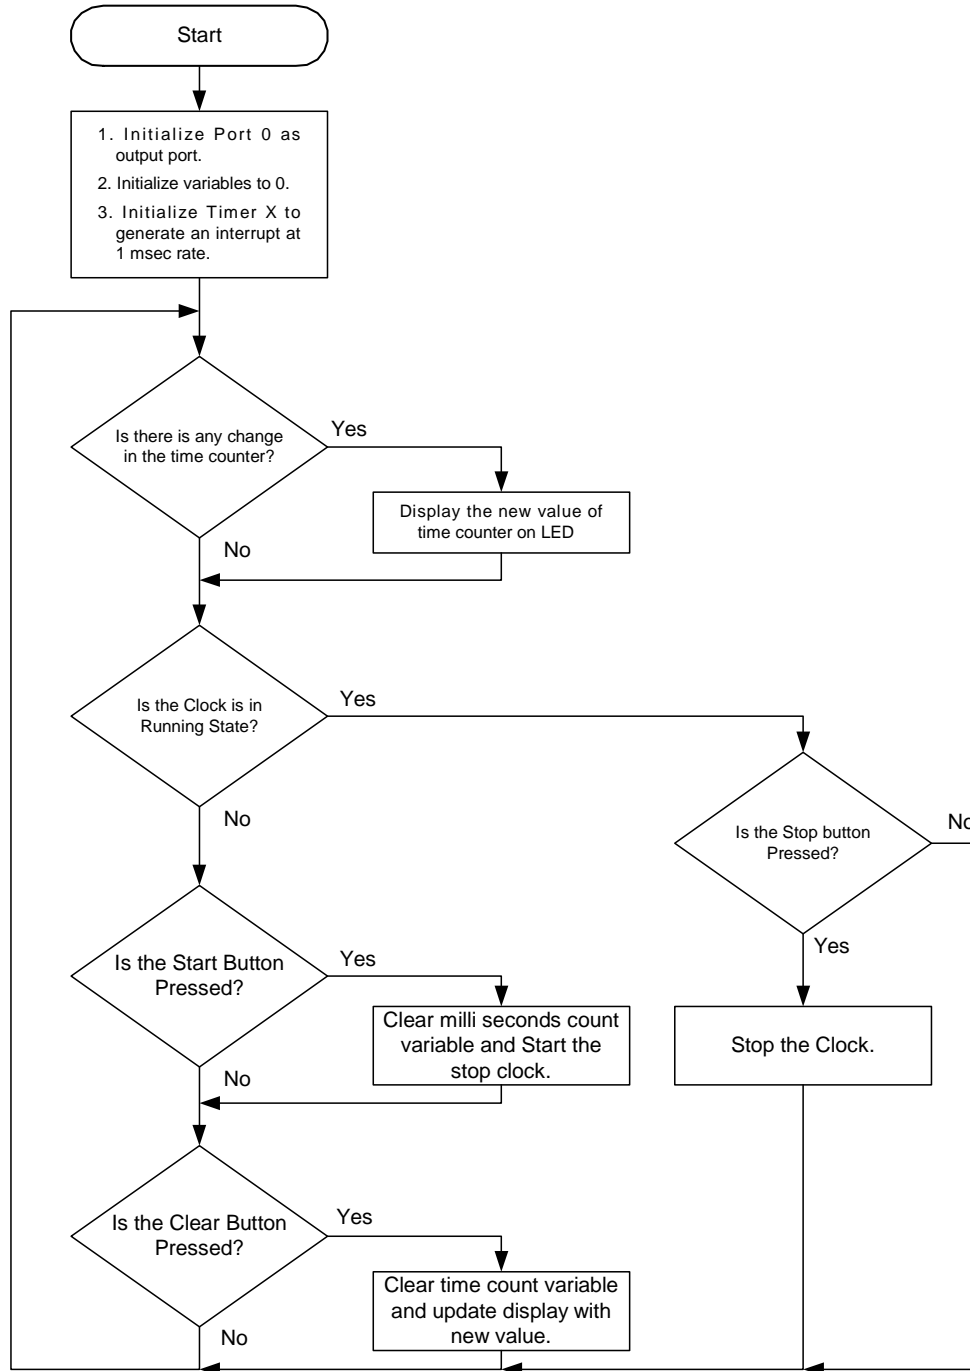 Start
1. Initialize Port 0 as
output port.
2. Initialize variables to 0.
3. Initialize Timer X to
generate an interrupt at
1 msec rate.
Is there is any change
in the time counter?
Yes
Display the new value of
time counter on LED
No
Is the Clock is in
Running State?
Yes
No
Is the Stop button
Pressed?
No
Yes
Stop the Clock.
Is the Start Button
Pressed?
Yes
Clear milli seconds count
variable and Start the
stop clock.
No
Is the Clear Button
Pressed?
Yes
Clear time count variable
and update display with
new value.
No